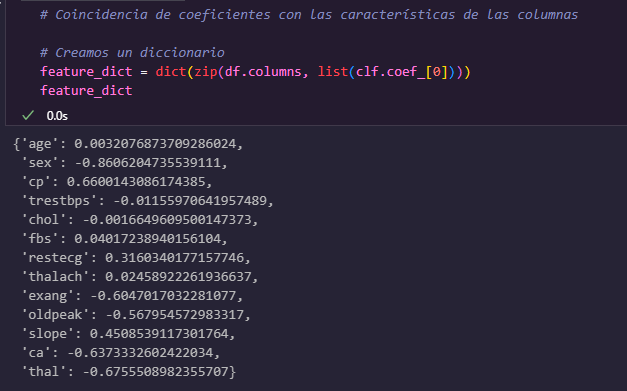 # Coincidencia de coeficientes con las características de las columnas
# Creamos un diccionario
feature_dict = dict(zip(df.columns, list(clf.coef_[0])))
feature_dict
0.0s
{'age': 0.0032076873709286024,
'sex': -0.8606204735539111,
'cp': 0.6600143086174385,
'trestbps': -0.01155970641957489,
'chol': -0.0016649609500147373,
'fbs': 0.04017238940156104,
'restecg': 0.3160340177157746,
'thalach': 0.02458922261936637,
'exang': -0.6047017032281077,
'oldpeak': -0.567954572983317,
'slope': 0.4508539117301764,
'ca': -0.6373332602422034,
'thal': -0.6755508982355707}